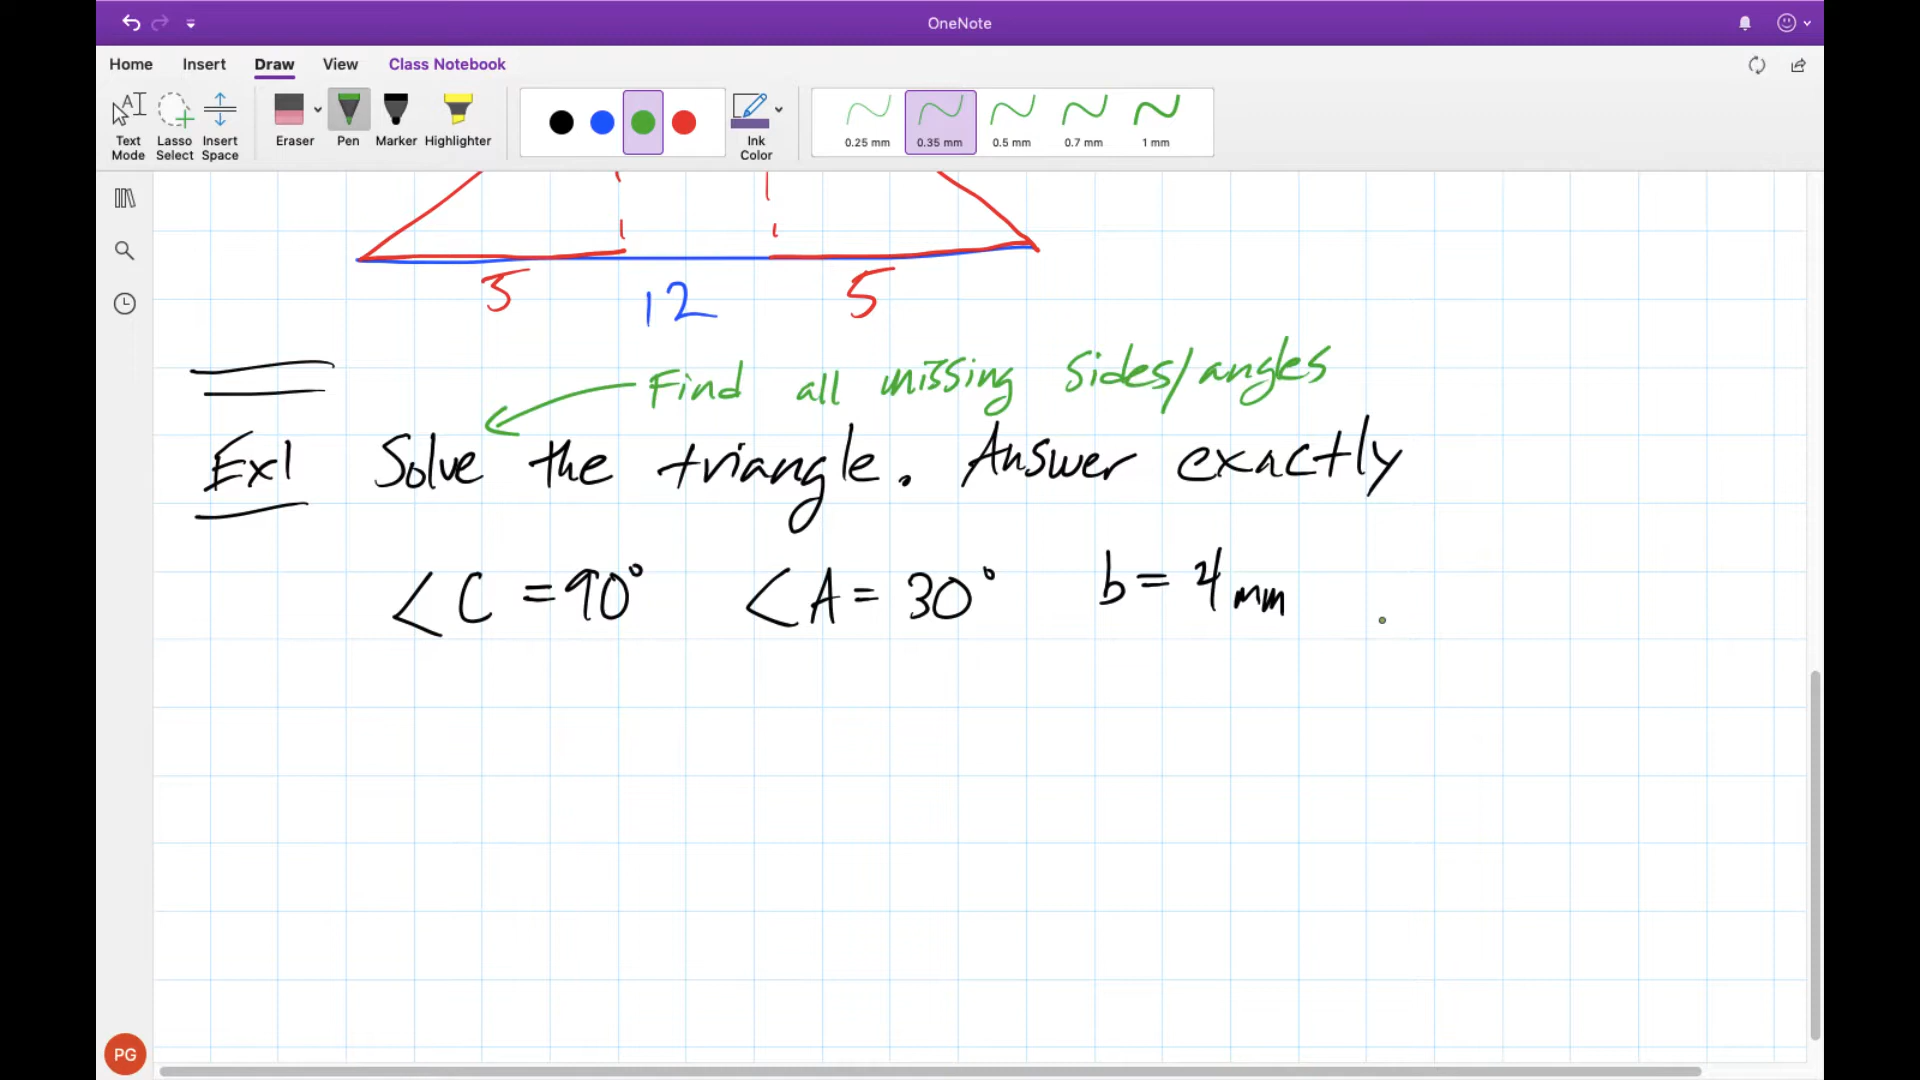 OneNote
Home Insert Draw View Class Notebook
Text Mode Lasso Select Insert Space Eraser Pen Marker Highlighter Ink Color 0.25 mm 0.35 mm 0.5 mm 0.7 mm 1 mm
5 12 5
Find all missing sides/angles
Ex1 Solve the triangle. Answer exactly
∠C = 90° ∠A = 30° b = 4 mm
PG